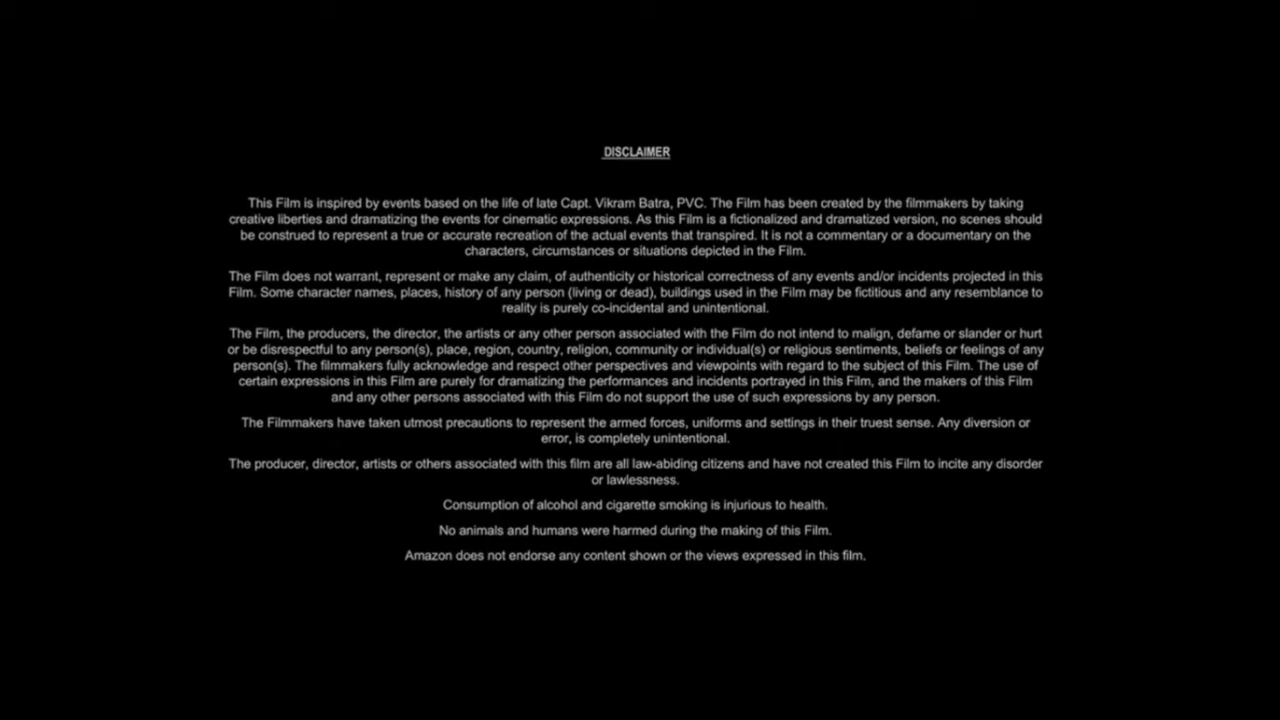 DISCLAIMER
This Film is inspired by events based on the life of late Capt. Vikram Batra, PVC. The Film has been created by the filmmakers by taking
creative liberties and dramatizing the events for cinematic expressions. As this Film is a fictionalized and dramatized version, no scenes should
be construed to represent a true or accurate recreation of the actual events that transpired. It is not a commentary or a documentary on the
characters, circumstances or situations depicted in the Film.
The Film does not warrant, represent or make any claim, of authenticity or historical correctness of any events and/or incidents projected in this
Film. Some character names, places, history of any person (living or dead), buildings used in the Film may be fictitious and any resemblance to
reality is purely co-incidental and unintentional.
The Film, the producers, the director, the artists or any other person associated with the Film do not intend to malign, defame or slander or hurt
or be disrespectful to any person(s), place, region, country, religion, community or individual(s) or religious sentiments, beliefs or feelings of any
person(s). The filmmakers fully acknowledge and respect other perspectives and viewpoints with regard to the subject of this Film. The use of
certain expressions in this Film are purely for dramatizing the performances and incidents portrayed in this Film, and the makers of this Film
and any other persons associated with this Film do not support the use of such expressions by any person.
The Filmmakers have taken utmost precautions to represent the armed forces, uniforms and settings in their truest sense. Any diversion or
error, is completely unintentional.
The producer, director, artists or others associated with this film are all law-abiding citizens and have not created this Film to incite any disorder
or lawlessness.
Consumption of alcohol and cigarette smoking is injurious to health.
No animals and humans were harmed during the making of this Film.
Amazon does not endorse any content shown or the views expressed in this film.